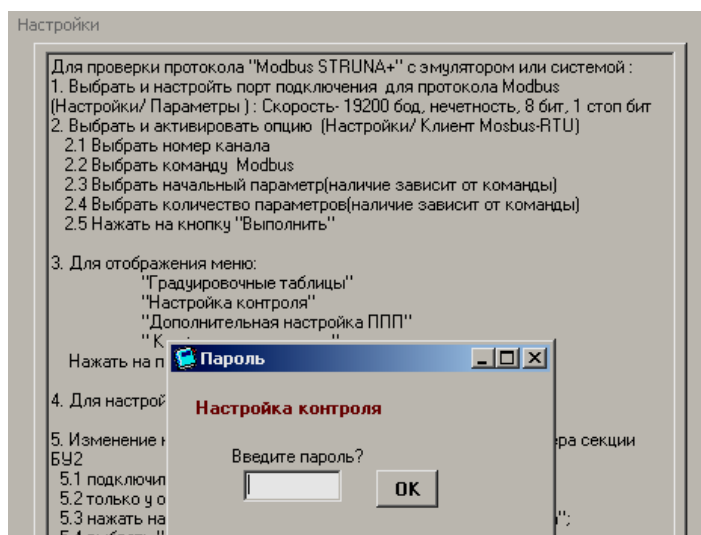 Настройки
Для проверки протокола "Modbus STRUNA+" с эмулятором или системой :
1. Выбрать и настройть порт подключения для протокола Modbus
(Настройки/ Параметры ) : Скорость- 19200 бод, нечетность, 8 бит, 1 стоп бит
2. Выбрать и активировать опцию (Настройки/ Клиент Mosbus-RTU)
2.1 Выбрать номер канала
2.2 Выбрать команду Modbus
2.3 Выбрать начальный параметр(наличие зависит от команды)
2.4 Выбрать количество параметров(наличие зависит от команды)
2.5 Нажать на кнопку "Выполнить"
3. Для отображения меню:
"Градуировочные таблицы"
"Настройка контроля"
"Дополнительная настройка ППП"
Нажать на п
4. Для настрой
5. Изменение н
ра секции
БУ2
5.1 подключит
5.2 только у о
5.3 нажать на
";
Пароль
Настройка контроля
Введите пароль?
OK